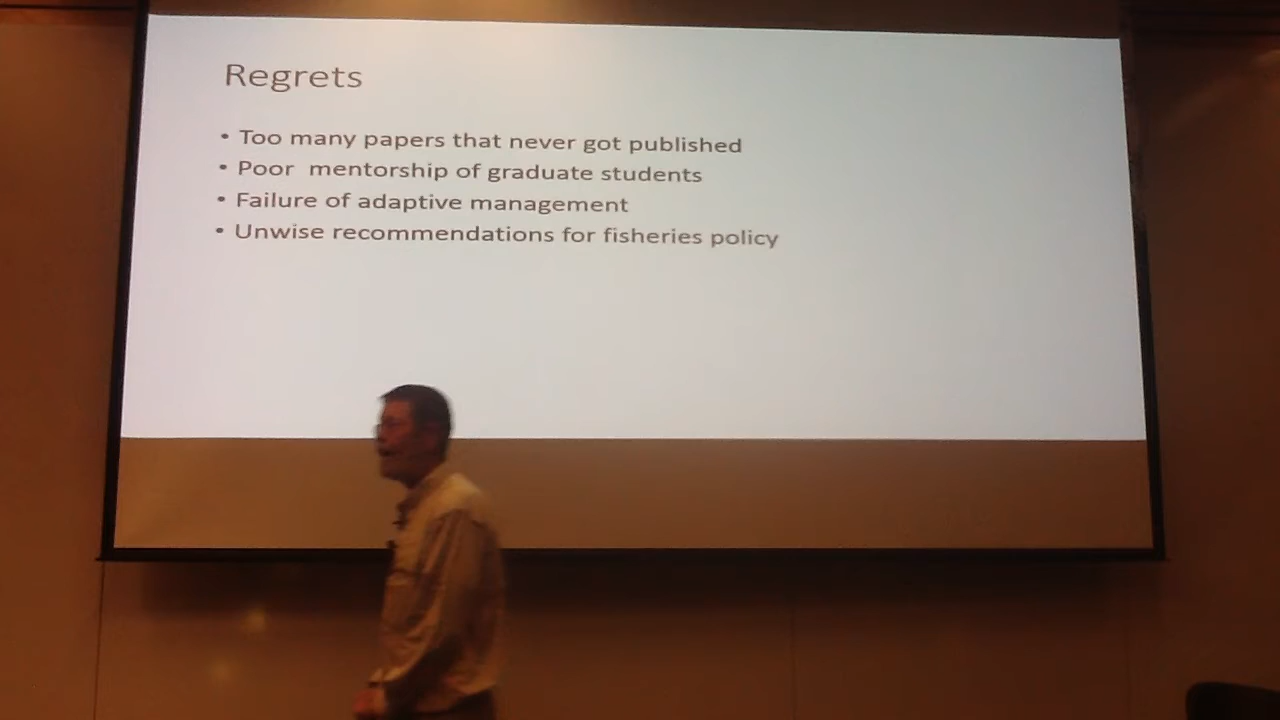 Regrets
• Too many papers that never got published
• Poor mentorship of graduate students
• Failure of adaptive management
• Unwise recommendations for fisheries policy